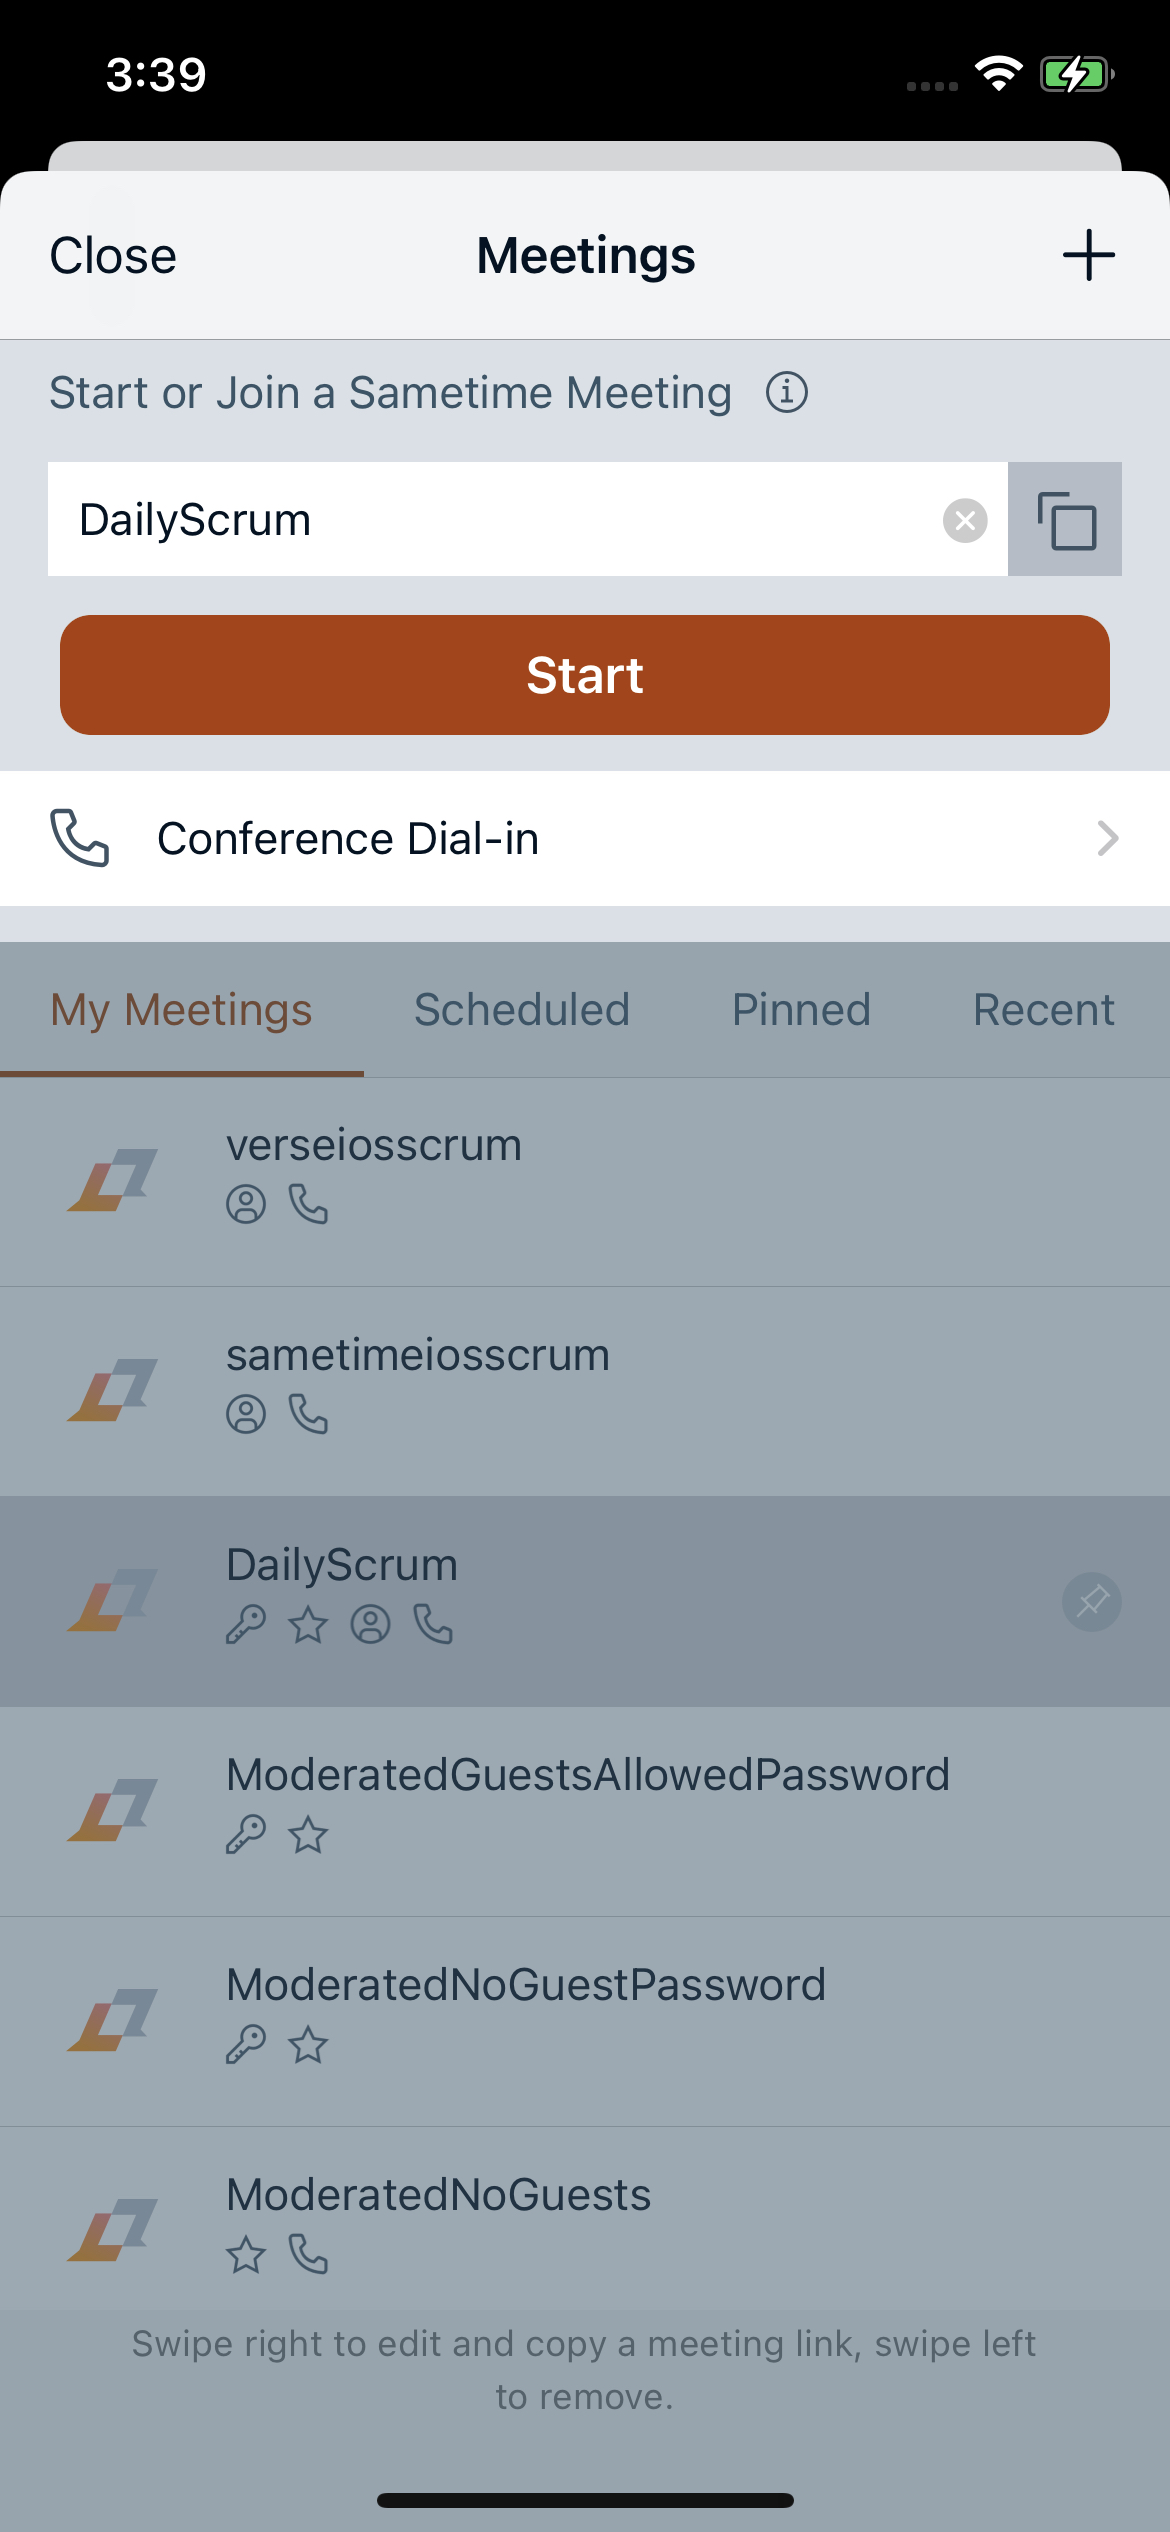 3:39
Close
Meetings
Start or Join a Sametime Meeting
DailyScrum
Start
Conference Dial-in
My Meetings
Scheduled
Pinned
Recent
verseiosscrum
sametimeiosscrum
DailyScrum
ModeratedGuestsAllowedPassword
ModeratedNoGuestPassword
ModeratedNoGuests
Swipe right to edit and copy a meeting link, swipe left
to remove.